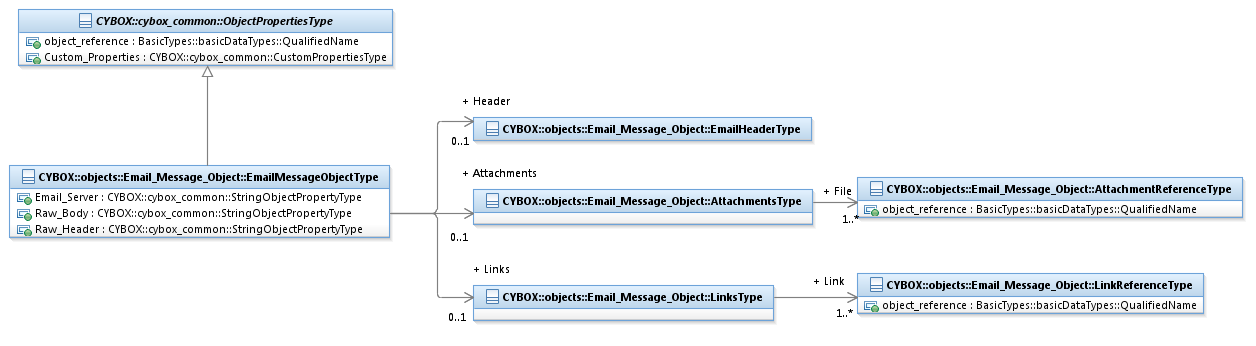 CYBOX::cybox_common::ObjectPropertiesType
object_reference : BasicTypes::basicDataTypes::QualifiedName
Custom_Properties : CYBOX::cybox_common::CustomPropertiesType
+ Header
CYBOX::objects::Email_Message_Object::EmailHeaderType
0..1
CYBOX::objects::Email_Message_Object::EmailMessageObjectType
Email_Server : CYBOX::cybox_common::StringObjectPropertyType
Raw_Body : CYBOX::cybox_common::StringObjectPropertyType
Raw_Header : CYBOX::cybox_common::StringObjectPropertyType
+ Attachments
CYBOX::objects::Email_Message_Object::AttachmentsType
0..1
+ File
1..*
CYBOX::objects::Email_Message_Object::AttachmentReferenceType
object_reference : BasicTypes::basicDataTypes::QualifiedName
+ Links
CYBOX::objects::Email_Message_Object::LinksType
0..1
+ Link
1..*
CYBOX::objects::Email_Message_Object::LinkReferenceType
object_reference : BasicTypes::basicDataTypes::QualifiedName